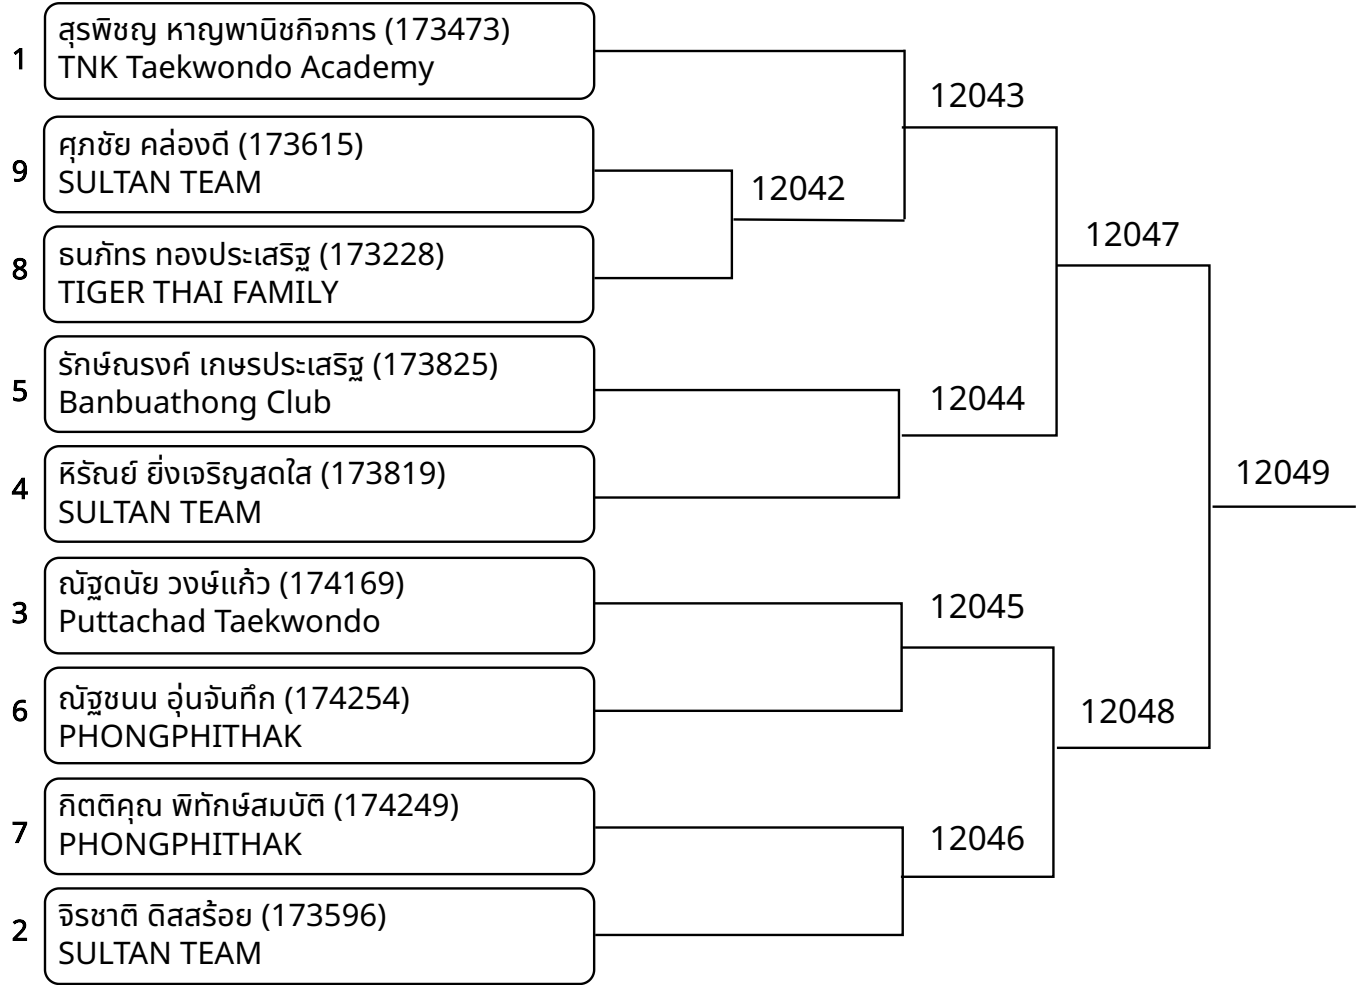 1
สุรพิชญ หาญพานิชกิจการ (173473)
TNK Taekwondo Academy
12043
9
ศุภชัย คล่องดี (173615)
SULTAN TEAM
12042
8
ธนภัทร ทองประเสริฐ (173228)
TIGER THAI FAMILY
12047
5
รักษ์ณรงค์ เกษรประเสริฐ (173825)
Banbuathong Club
12044
4
หิรัณย์ ยิ่งเจริญสดใส (173819)
SULTAN TEAM
12049
3
ณัฐดนัย วงษ์แก้ว (174169)
Puttachad Taekwondo
12045
6
ณัฐชนน อุ่นจันทึก (174254)
PHONGPHITHAK
12048
7
กิตติคุณ พิทักษ์สมบัติ (174249)
PHONGPHITHAK
12046
2
จิรชาติ ดิสสร้อย (173596)
SULTAN TEAM